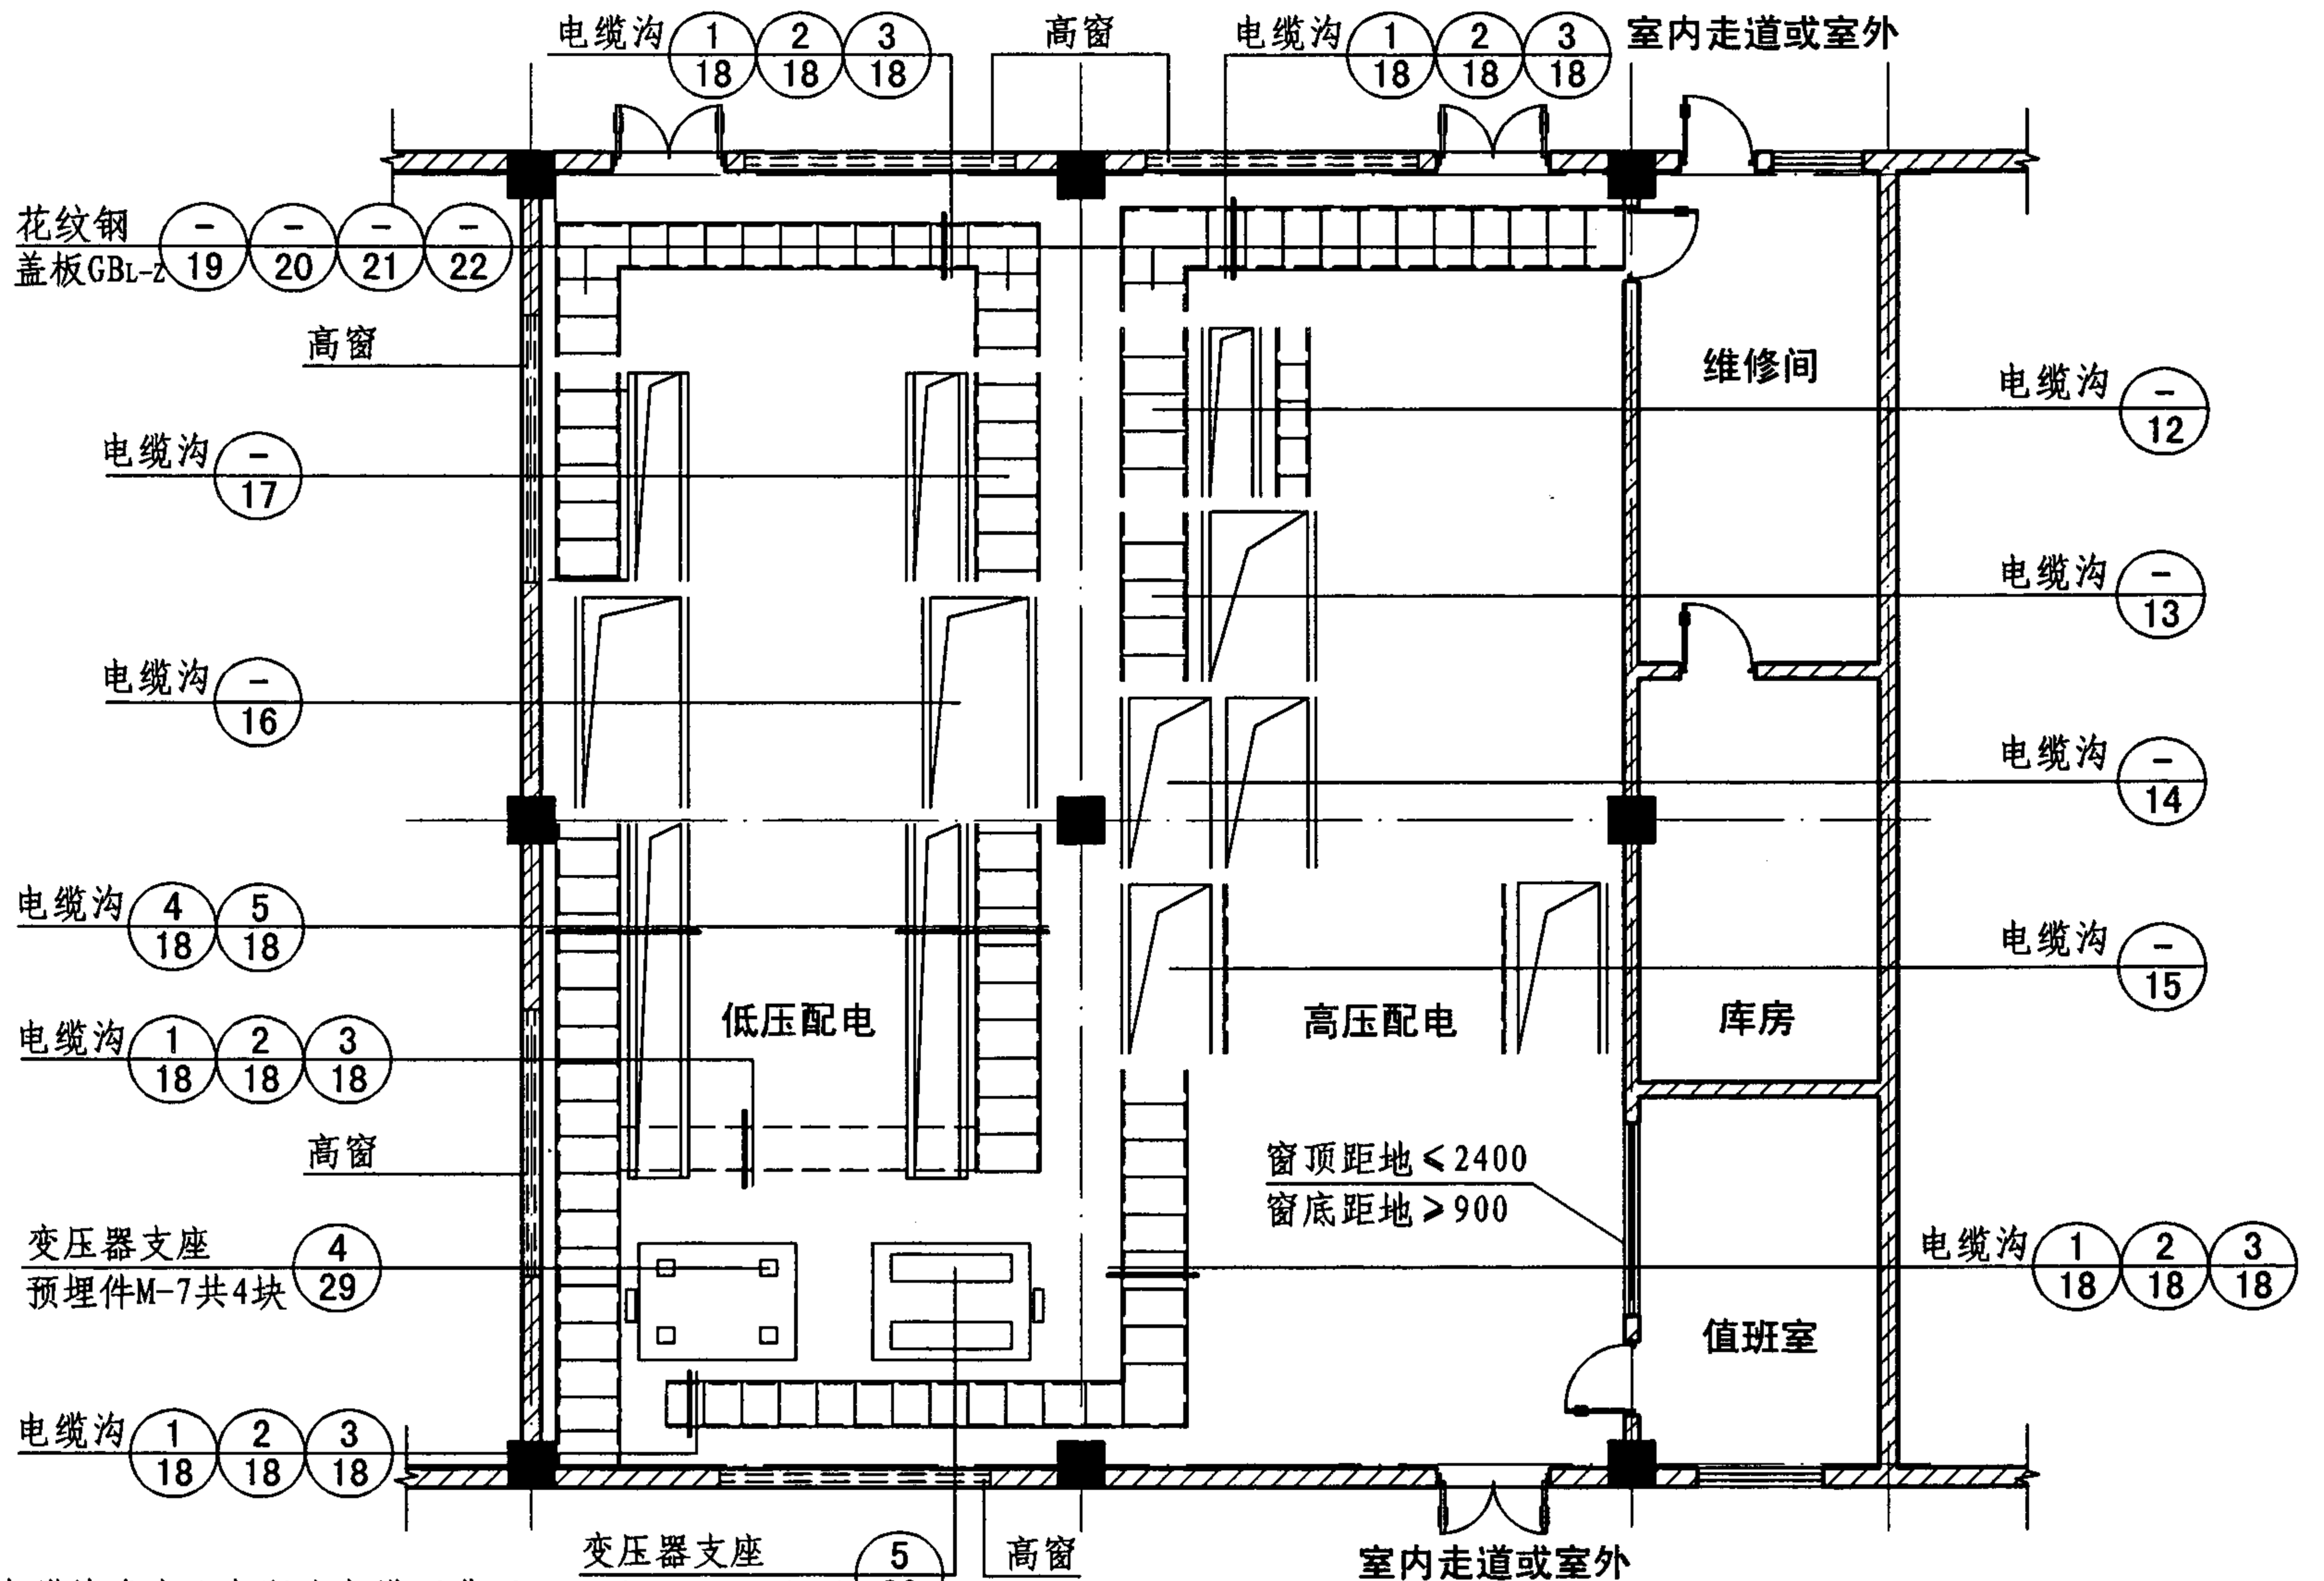 电缆沟 1/18 2/18 3/18
高窗
电缆沟 1/18 2/18 3/18
室内走道或室外
花纹钢
盖板GBL-Z
-/19 -/20 -/21 -/22
高窗
维修间
电缆沟 -/12
电缆沟 -/17
电缆沟 -/13
电缆沟 -/16
电缆沟 -/14
电缆沟 4/18 5/18
电缆沟 -/15
低压配电
高压配电
库房
电缆沟 1/18 2/18 3/18
高窗
窗顶距地≤2400
窗底距地≥900
变压器支座
预埋件M-7共4块
4/29
电缆沟 1/18 2/18 3/18
值班室
电缆沟 1/18 2/18 3/18
变压器支座 5
高窗
室内走道或室外